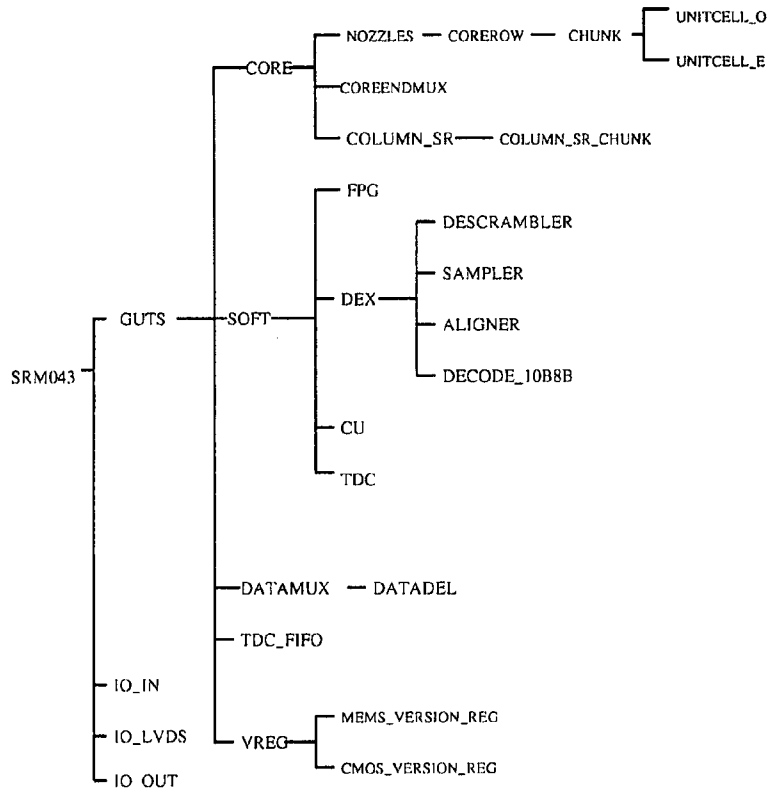 UNITCELL_O
NOZZLES COREROW CHUNK
UNITCELL_E
CORE
COREENDMUX
COLUMN_SR COLUMN_SR_CHUNK
FPG
DESCRAMBLER
SAMPLER
DEX
GUTS SOFT
ALIGNER
SRM043
DECODE_10B8B
CU
TDC
DATAMUX DATADEL
TDC_FIFO
IO_IN
MEMS_VERSION_REG
IO_LVDS VREG
CMOS_VERSION_REG
IO OUT